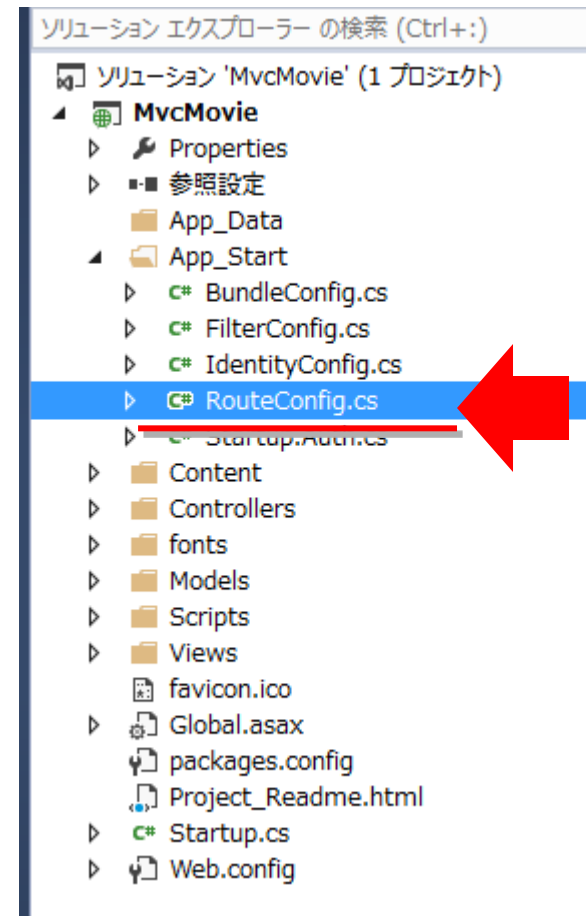 ソリューション エクスプローラー の検索 (Ctrl+:)
ソリューション 'MvcMovie' (1 プロジェクト)
MvcMovie
Properties
参照設定
App_Data
App_Start
C# BundleConfig.cs
C# FilterConfig.cs
C# IdentityConfig.cs
C# RouteConfig.cs
C# Startup.Auth.cs
Content
Controllers
fonts
Models
Scripts
Views
favicon.ico
Global.asax
packages.config
Project_Readme.html
C# Startup.cs
Web.config